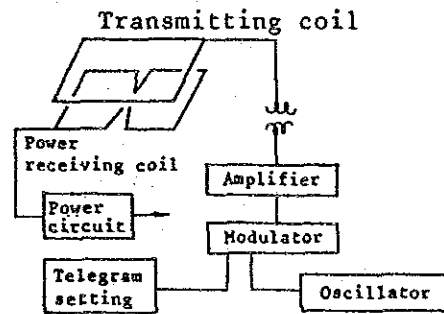 Transmitting coil
Power
receiving coil
Amplifier
Power
circuit
Modulator
Telegram
setting
Oscillator